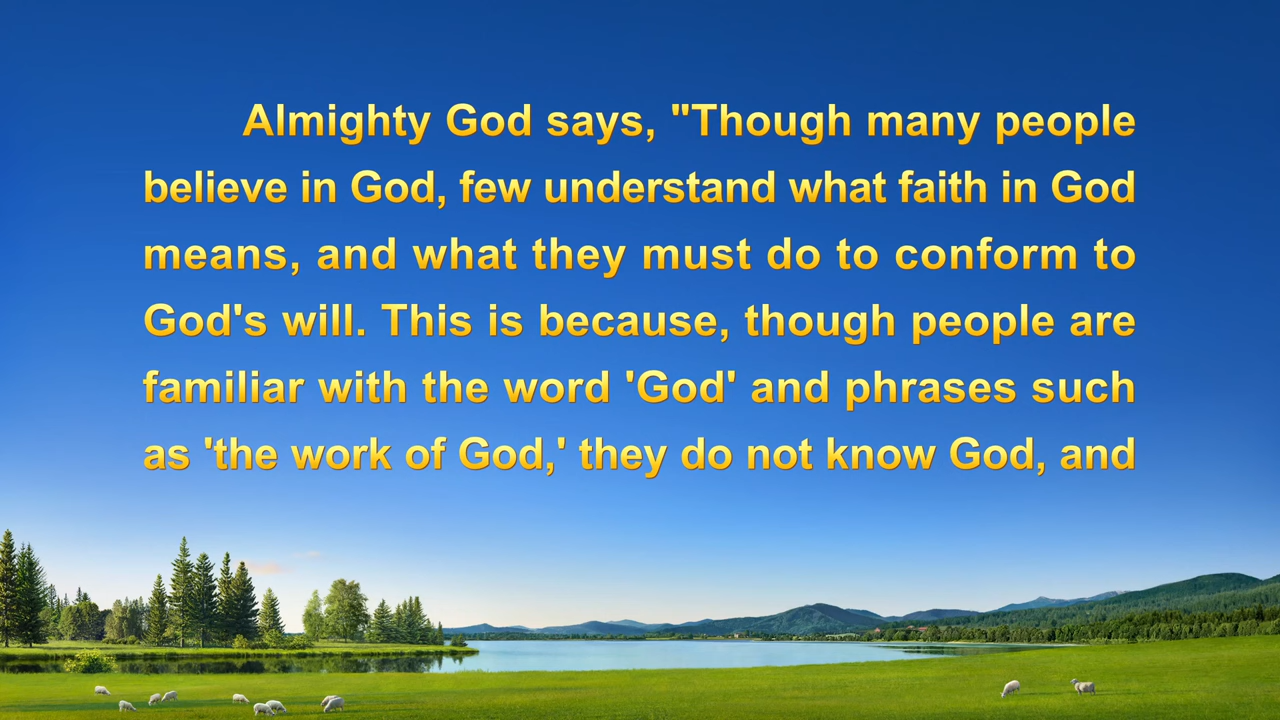 Almighty God says, "Though many people
believe in God, few understand what faith in God
means, and what they must do to conform to
God's will. This is because, though people are
familiar with the word 'God' and phrases such
as 'the work of God,' they do not know God, and